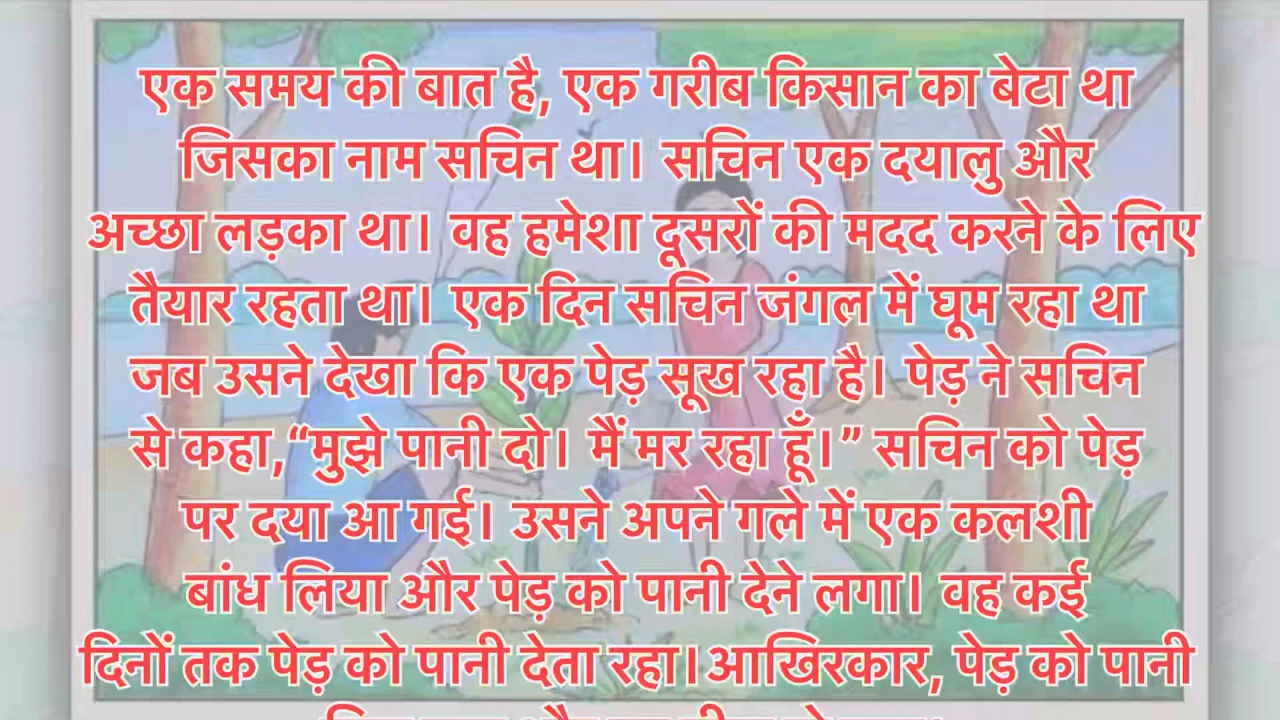 एक समय की बात है, एक गरीब किसान का बेटा था
जिसका नाम सचिन था। सचिन एक दयालु और
अच्छा लड़का था। वह हमेशा दूसरों की मदद करने के लिए
तैयार रहता था। एक दिन सचिन जंगल में घूम रहा था
जब उसने देखा कि एक पेड़ सूख रहा है। पेड़ ने सचिन
से कहा, “मुझे पानी दो। मैं मर रहा हूँ।” सचिन को पेड़
पर दया आ गई। उसने अपने गले में एक कलशी
बांध लिया और पेड़ को पानी देने लगा। वह कई
दिनों तक पेड़ को पानी देता रहा।आखिरकार, पेड़ को पानी